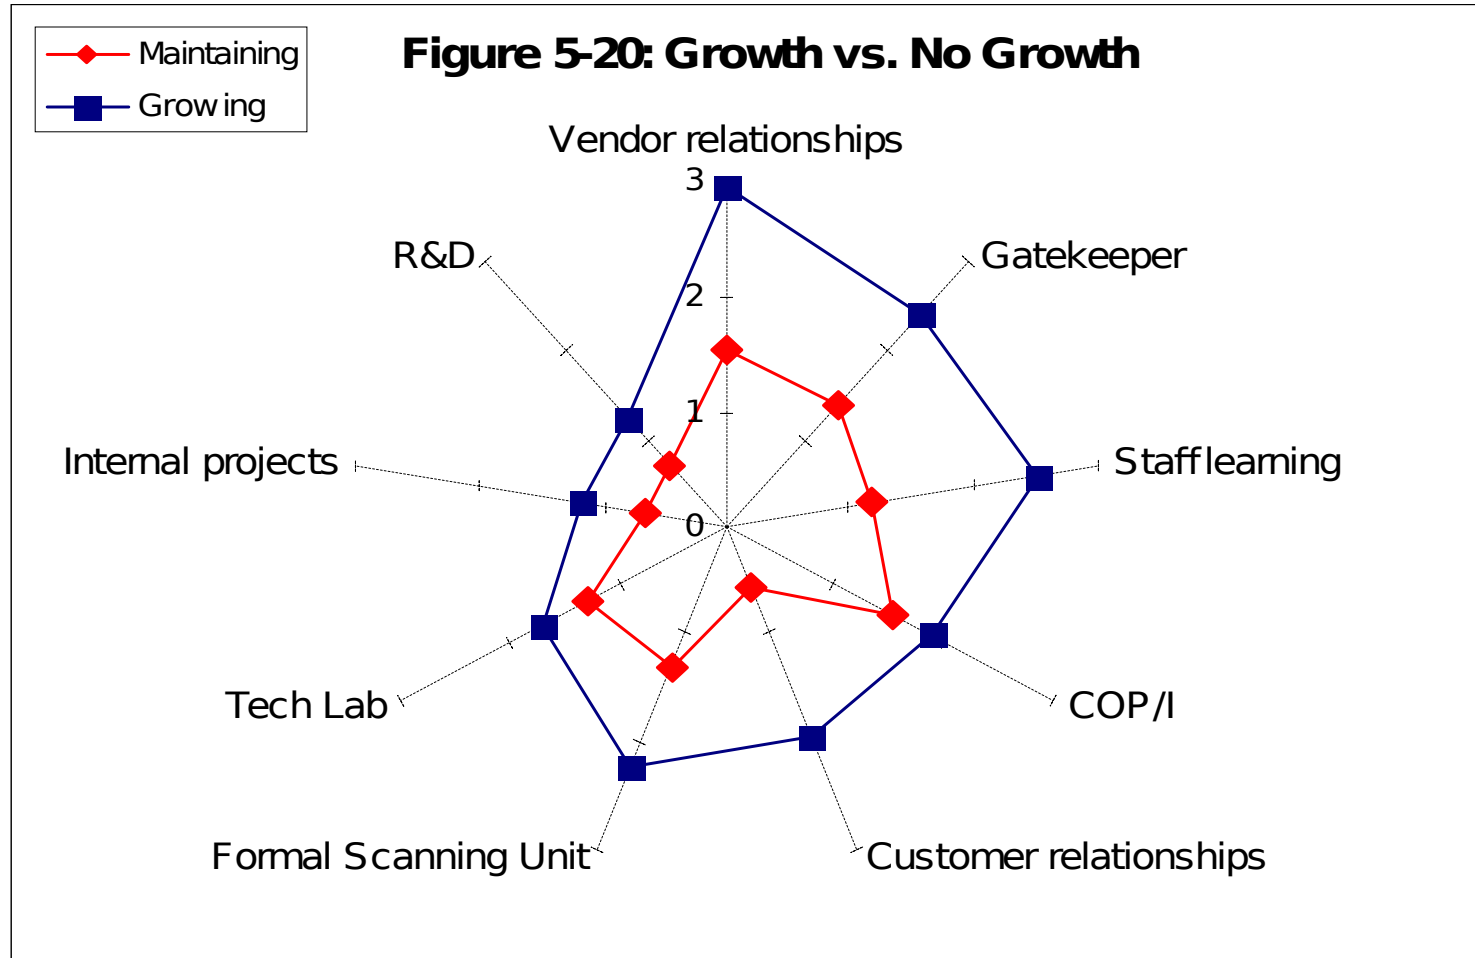 Figure 5-20: Growth vs. No Growth
Maintaining
Growing
Vendor relationships
3
R&D
Gatekeeper
2
1
Internal projects
Staff learning
0
Tech Lab
COP/I
Formal Scanning Unit
Customer relationships